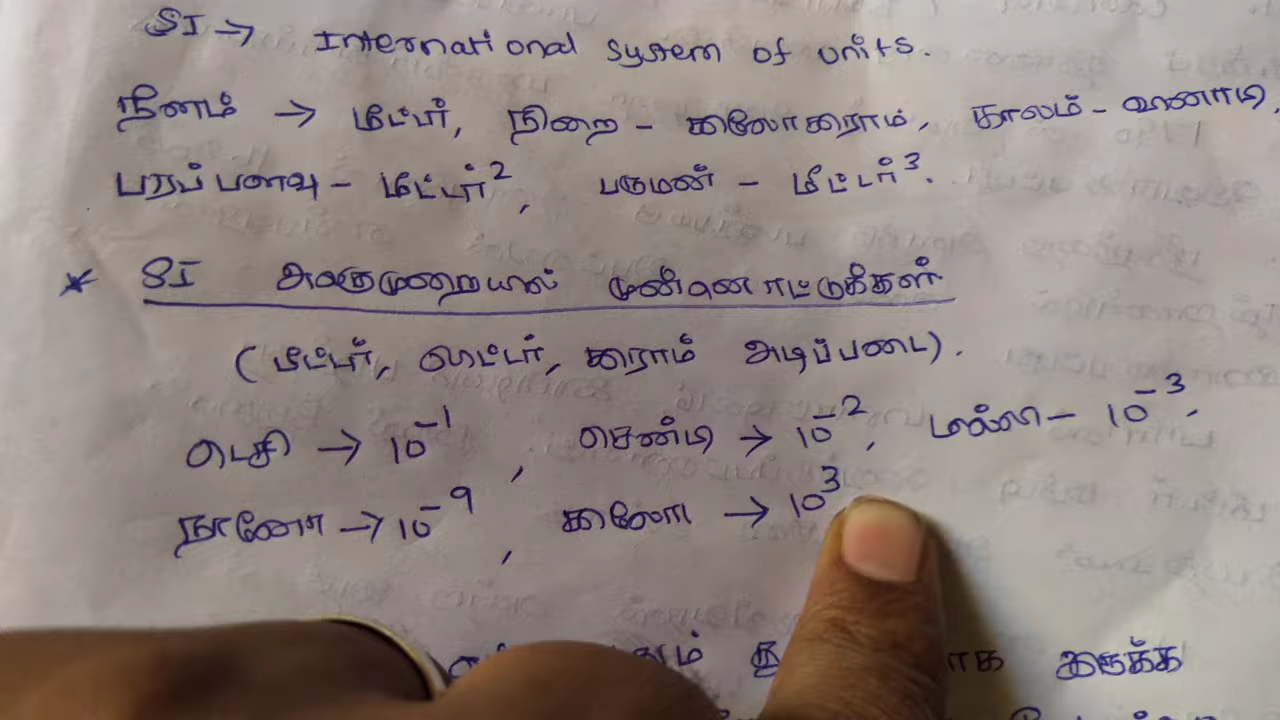 SI → International System of units.
நீளம் → மீட்டர், நிறை - கிலோகிராம், காலம் - வினாடி,
பரப்பளவு - மீட்டர்², பருமன் - மீட்டர்³.
* SI அலகுமுறையில் முன்னொட்டுகள்
(மீட்டர், லிட்டர், கிராம் அடிப்படை).
டெசி → 10⁻¹, சென்டி → 10⁻², மில்லி - 10⁻³.
நானோ → 10⁻⁹, கிலோ → 10³
இருக்க